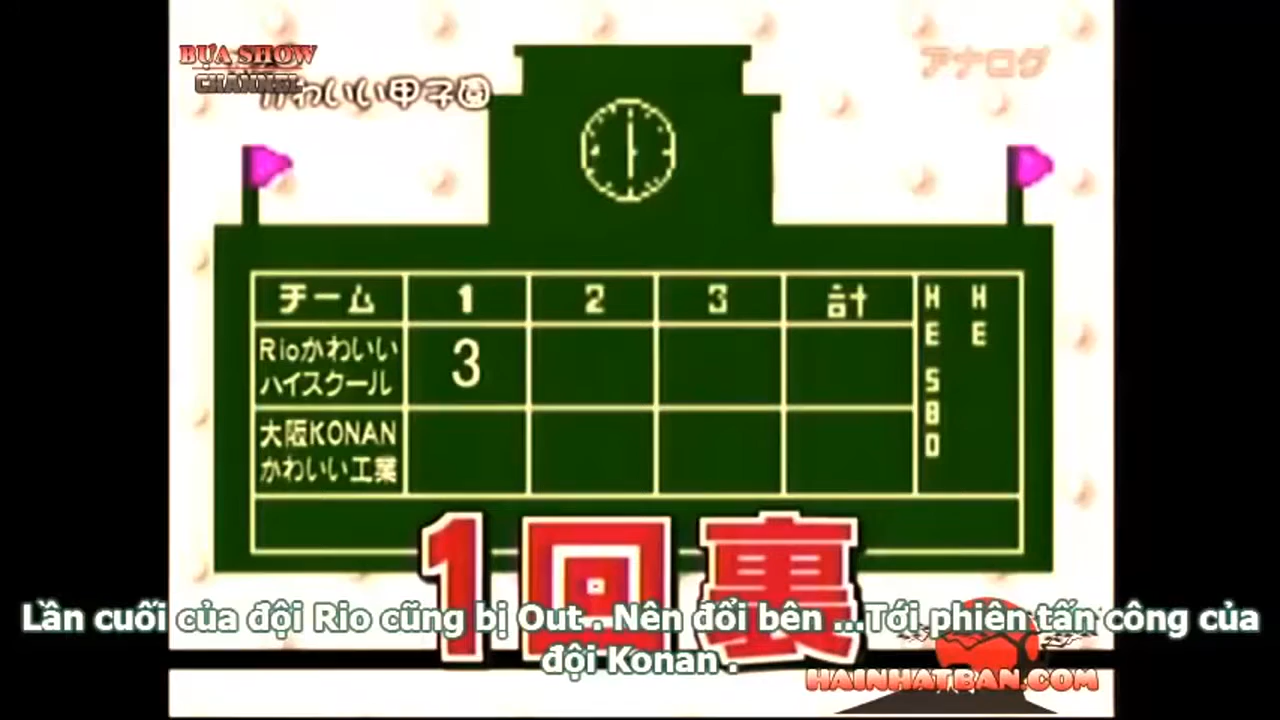 BỰA SHOW
CHANNEL
かわいい甲子園
アナログ
チーム 1 2 3 計 H H
E E
Rioかわいい
ハイスクール
3
S
B
O
大阪KONAN
かわいい工業
1回裏
Lần cuối của đội Rio cũng bị Out . Nên đổi bên ...Tới phiên tấn công của
đội Konan .
HAINHATBAN.COM